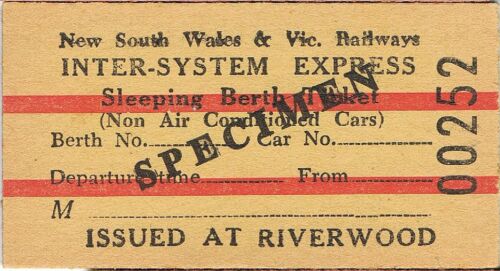 New South Wales & Vic. Railways
INTER-SYSTEM EXPRESS
Sleeping Berth Ticket
(Non Air Conditioned Cars)
Berth No. Car No.
Departure time From
M
ISSUED AT RIVERWOOD
SPECIMEN
00252